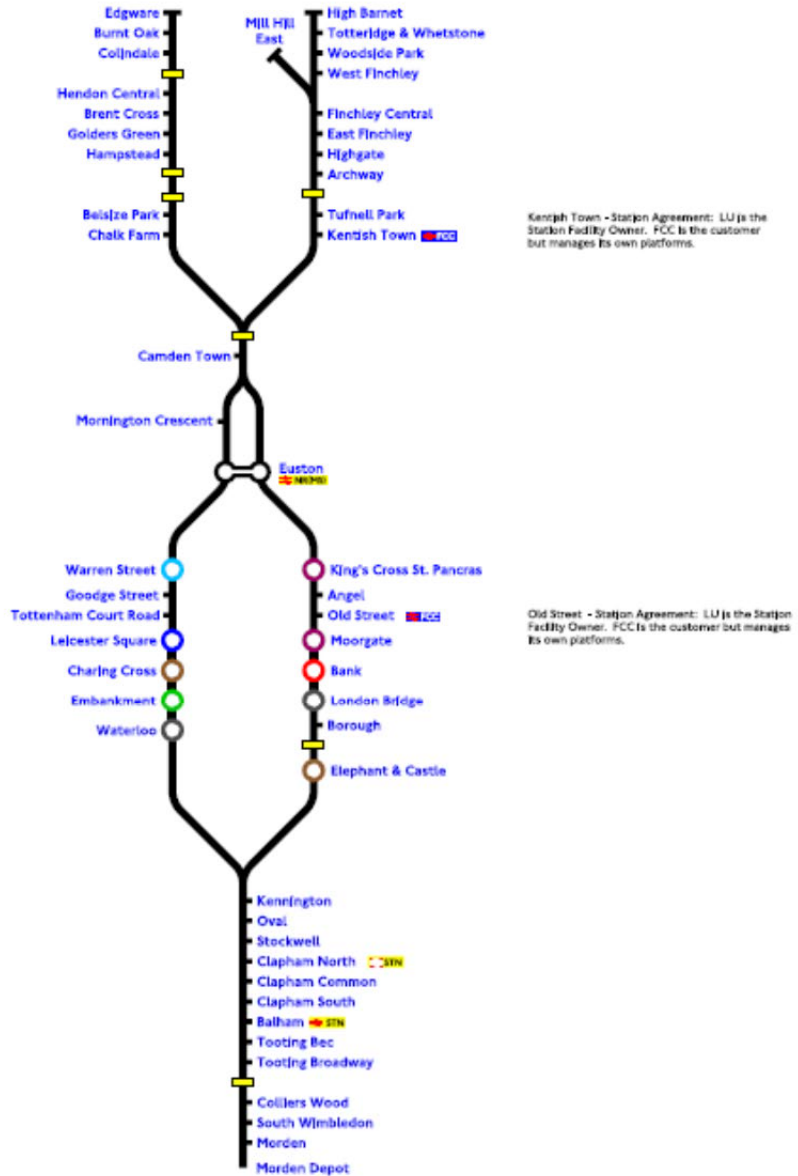 Edgware
Burnt Oak
Colindale
Hendon Central
Brent Cross
Golders Green
Hampstead
Belsize Park
Chalk Farm
Mill Hill
East
High Barnet
Totteridge & Whetstone
Woodside Park
West Finchley
Finchley Central
East Finchley
Highgate
Archway
Tufnell Park
Kentish Town FCC
Kentish Town - Station Agreement: LU is the
Station Facility Owner. FCC is the customer
but manages its own platforms.
Camden Town
Mornington Crescent
Euston
Warren Street
Goodge Street
Tottenham Court Road
Leicester Square
Charing Cross
Embankment
Waterloo
King's Cross St. Pancras
Angel
Old Street FCC
Moorgate
Bank
London Bridge
Borough
Elephant & Castle
Old Street - Station Agreement: LU is the Station
Facility Owner. FCC is the customer but manages
its own platforms.
Kennington
Oval
Stockwell
Clapham North STN
Clapham Common
Clapham South
Balham STN
Tooting Bec
Tooting Broadway
Colliers Wood
South Wimbledon
Morden
Morden Depot